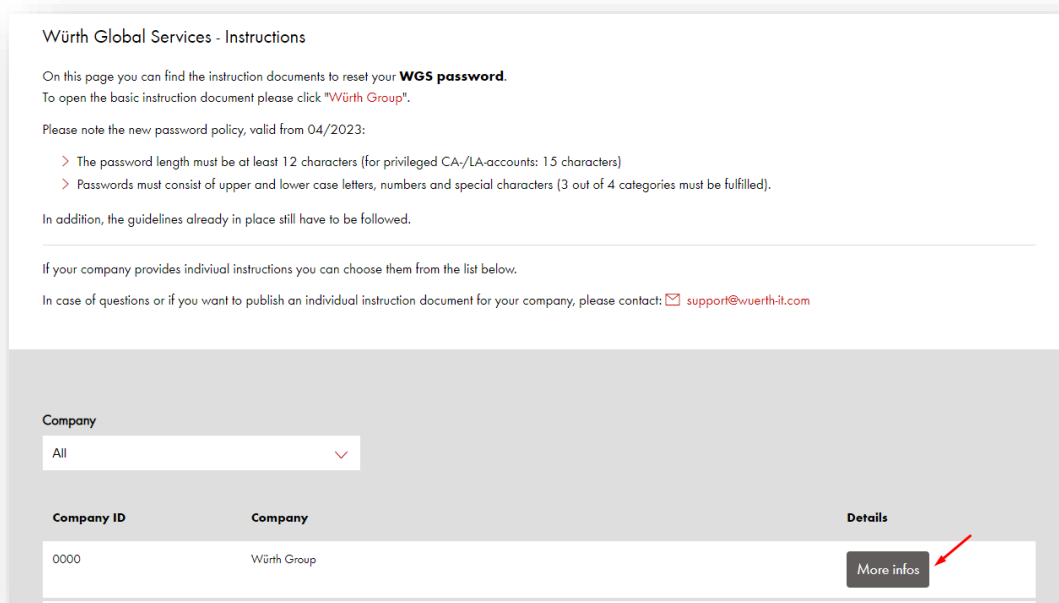 Würth Global Services - Instructions
On this page you can find the instruction documents to reset your WGS password.
To open the basic instruction document please click "Würth Group".
Please note the new password policy, valid from 04/2023:
The password length must be at least 12 characters (for privileged CA-/LA-accounts: 15 characters)
Passwords must consist of upper and lower case letters, numbers and special characters (3 out of 4 categories must be fulfilled).
In addition, the guidelines already in place still have to be followed.
If your company provides indiviual instructions you can choose them from the list below.
In case of questions or if you want to publish an individual instruction document for your company, please contact: support@wuerth-it.com
Company
All
Company ID Company Details
0000 Würth Group More infos